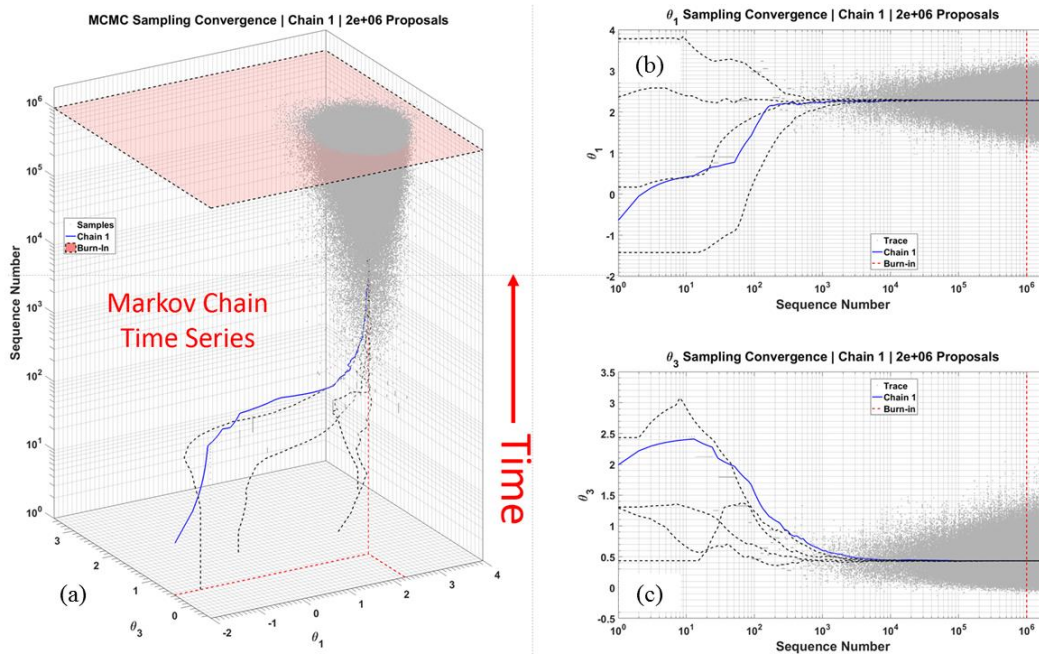 MCMC Sampling Convergence | Chain 1 | 2e+06 Proposals
10^6
10^5
10^4
10^3
10^2
10^1
10^0
Sequence Number
Samples
Chain 1
Burn-In
Markov Chain
Time Series
Time
3
2
1
0
θ_3
-2
-1
0
1
2
3
4
θ_1
(a)
θ_1 Sampling Convergence | Chain 1 | 2e+06 Proposals
(b)
4
3
2
1
0
-1
-2
θ_1
Trace
Chain 1
Burn-in
10^0
10^1
10^2
10^3
10^4
10^5
10^6
Sequence Number
θ_3 Sampling Convergence | Chain 1 | 2e+06 Proposals
3.5
3
2.5
2
1.5
1
0.5
0
-0.5
θ_3
Trace
Chain 1
Burn-in
(c)
10^0
10^1
10^2
10^3
10^4
10^5
10^6
Sequence Number